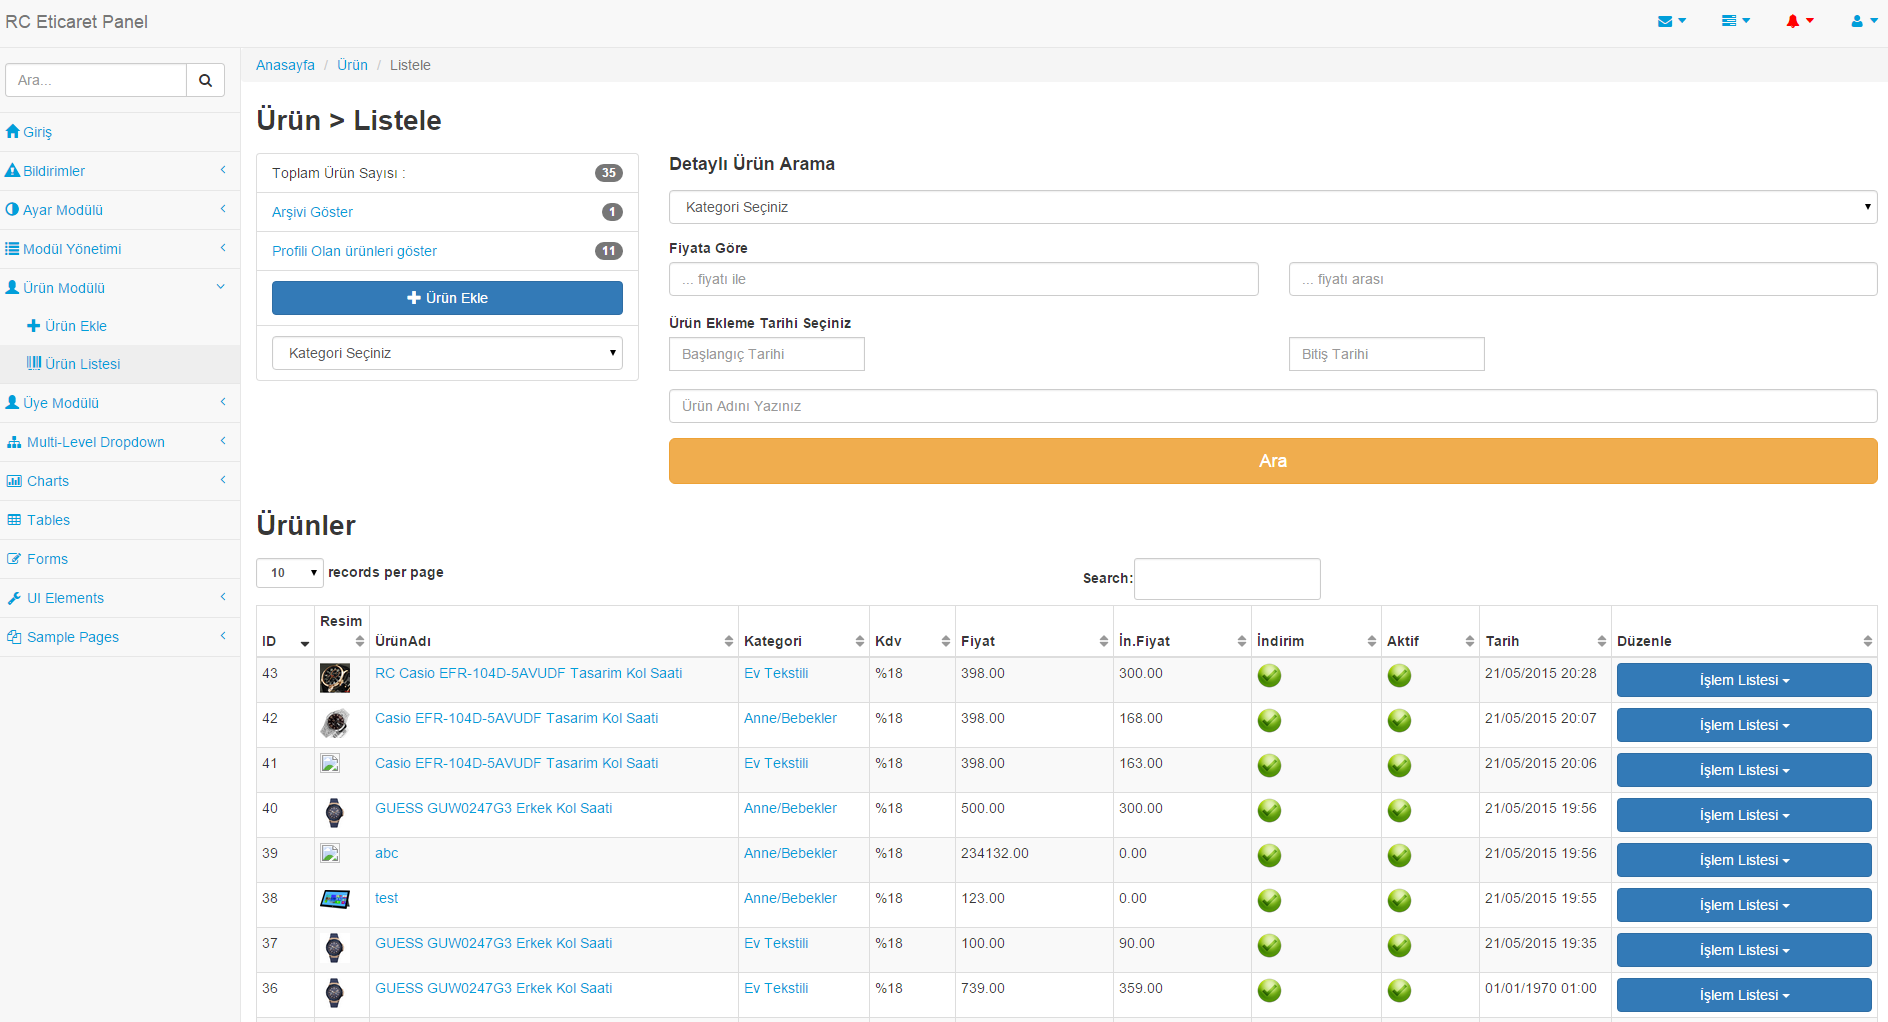 RC Eticaret Panel
Ara...
Giriş
Bildirimler
Ayar Modülü
Modül Yönetimi
Ürün Modülü
Ürün Ekle
Ürün Listesi
Üye Modülü
Multi-Level Dropdown
Charts
Tables
Forms
UI Elements
Sample Pages
Anasayfa / Ürün / Listele
Ürün > Listele
Toplam Ürün Sayısı : 35
Arşivi Göster 1
Profili Olan ürünleri göster 11
Ürün Ekle
Kategori Seçiniz
Detaylı Ürün Arama
Kategori Seçiniz
Fiyata Göre
... fiyatı ile ... fiyatı arası
Ürün Ekleme Tarihi Seçiniz
Başlangıç Tarihi Bitiş Tarihi
Ürün Adını Yazınız
Ara
Ürünler
10 records per page Search:
ID Resim ÜrünAdı Kategori Kdv Fiyat İn.Fiyat İndirim Aktif Tarih Düzenle
43 RC Casio EFR-104D-5AVUDF Tasarim Kol Saati Ev Tekstili %18 398.00 300.00 21/05/2015 20:28 İşlem Listesi
42 Casio EFR-104D-5AVUDF Tasarim Kol Saati Anne/Bebekler %18 398.00 168.00 21/05/2015 20:07 İşlem Listesi
41 Casio EFR-104D-5AVUDF Tasarim Kol Saati Ev Tekstili %18 398.00 163.00 21/05/2015 20:06 İşlem Listesi
40 GUESS GUW0247G3 Erkek Kol Saati Anne/Bebekler %18 500.00 300.00 21/05/2015 19:56 İşlem Listesi
39 abc Anne/Bebekler %18 234132.00 0.00 21/05/2015 19:56 İşlem Listesi
38 test Anne/Bebekler %18 123.00 0.00 21/05/2015 19:55 İşlem Listesi
37 GUESS GUW0247G3 Erkek Kol Saati Ev Tekstili %18 100.00 90.00 21/05/2015 19:35 İşlem Listesi
36 GUESS GUW0247G3 Erkek Kol Saati Ev Tekstili %18 739.00 359.00 01/01/1970 01:00 İşlem Listesi